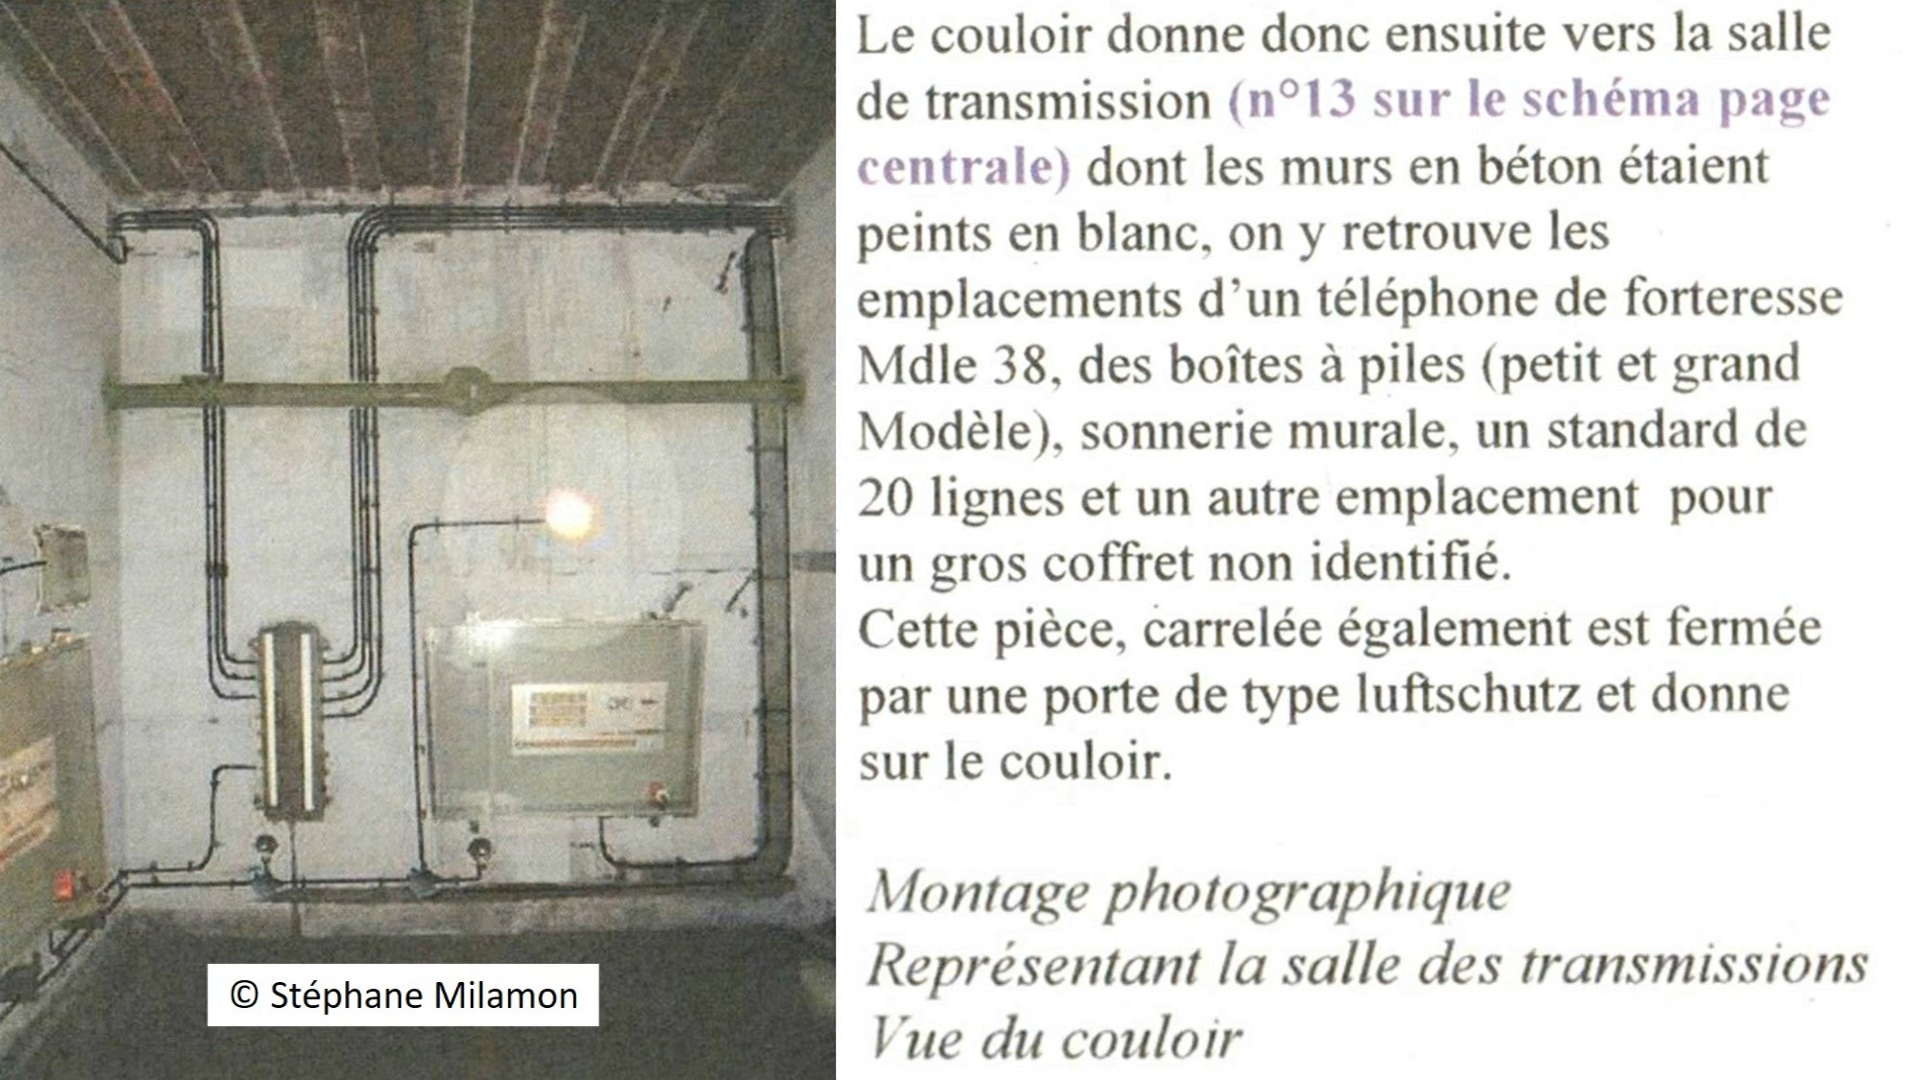 Le couloir donne donc ensuite vers la salle
de transmission (n°13 sur le schéma page
centrale) dont les murs en béton étaient
peints en blanc, on y retrouve les
emplacements d’un téléphone de forteresse
Mdle 38, des boîtes à piles (petit et grand
Modèle), sonnerie murale, un standard de
20 lignes et un autre emplacement pour
un gros coffret non identifié.
Cette pièce, carrelée également est fermée
par une porte de type luftschutz et donne
sur le couloir.
Montage photographique
Représentant la salle des transmissions
Vue du couloir
© Stéphane Milamon